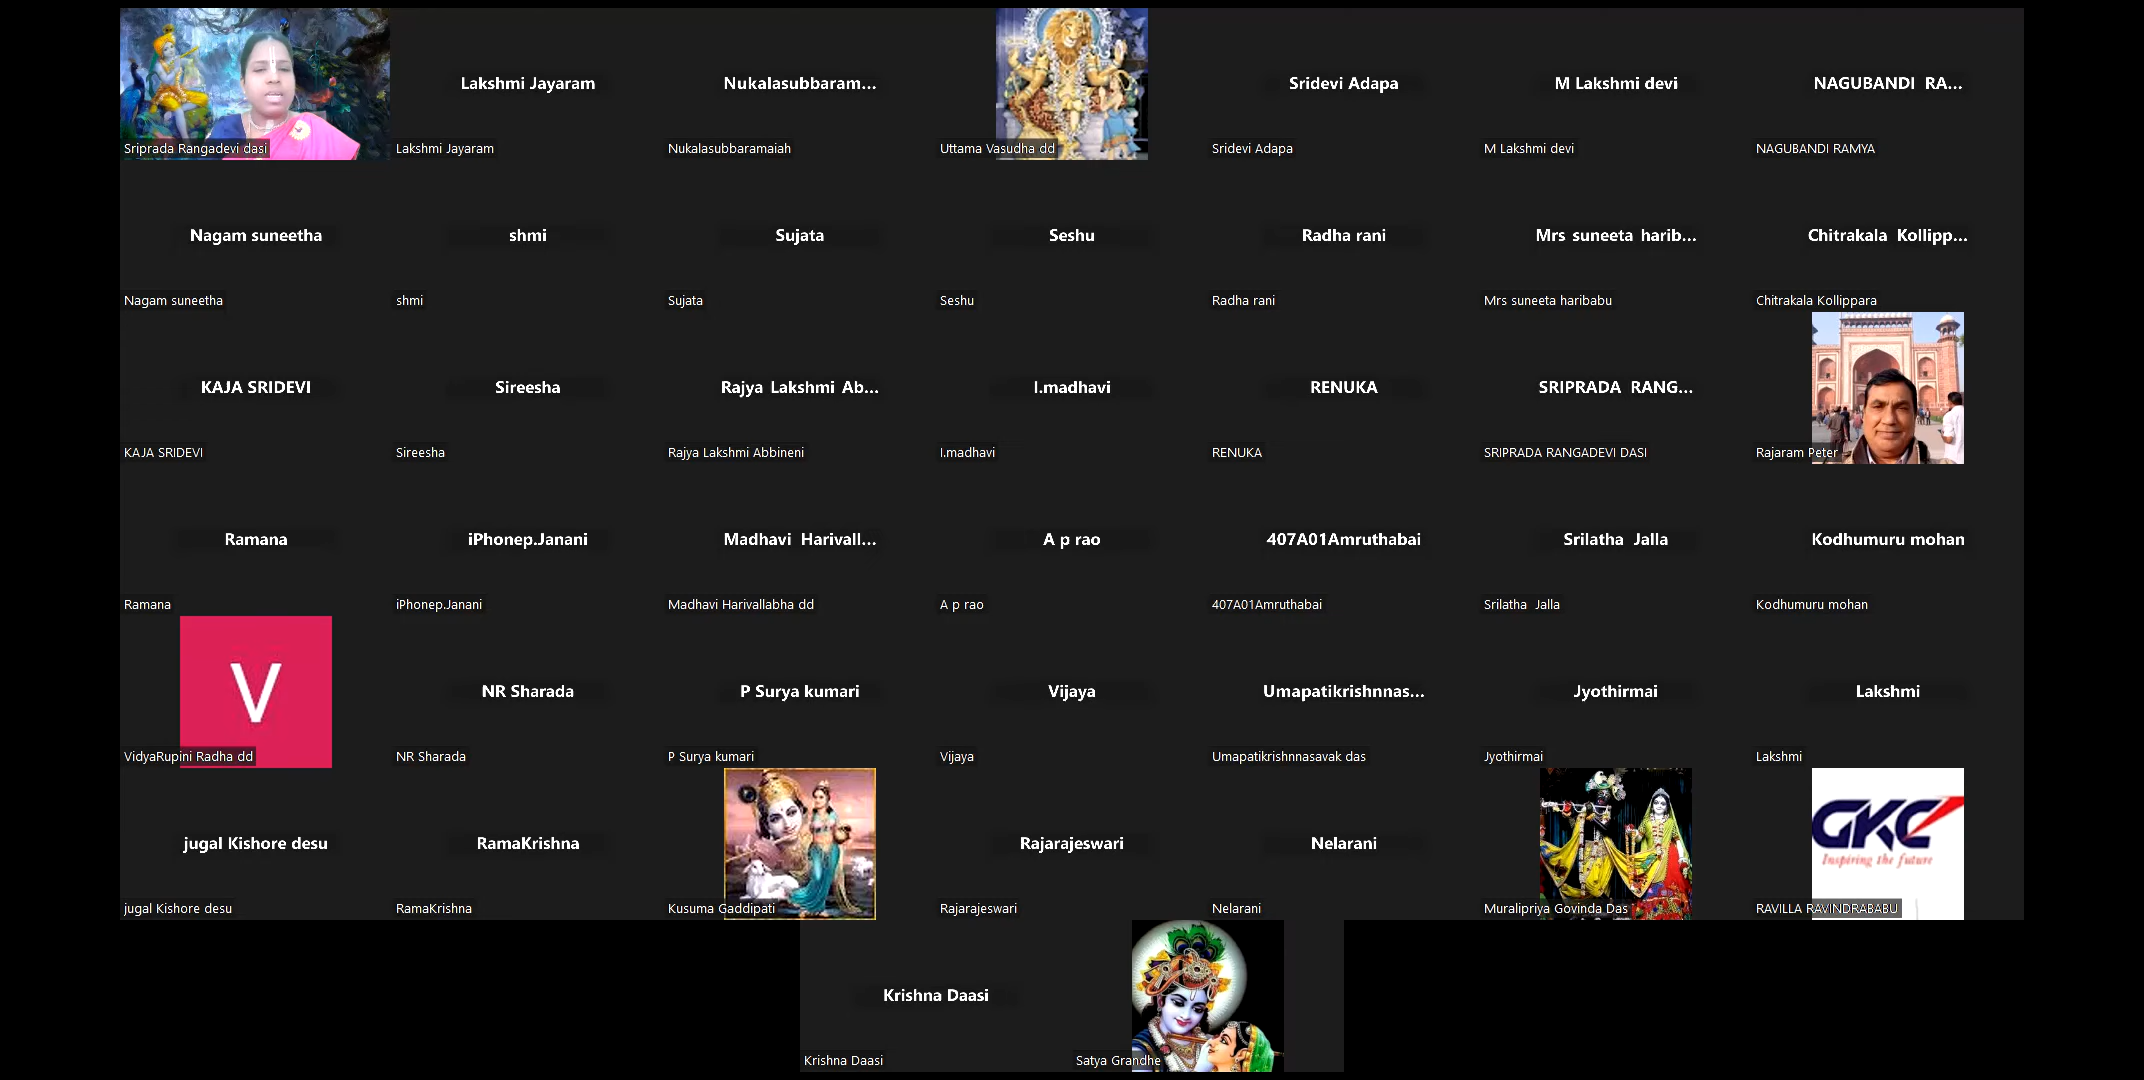 Sriprada Rangadevi dasi
Lakshmi Jayaram
Lakshmi Jayaram
Nukalasubbaram...
Nukalasubbaramaiah
Uttama Vasudha dd
Sridevi Adapa
Sridevi Adapa
M Lakshmi devi
M Lakshmi devi
NAGUBANDI RA...
NAGUBANDI RAMYA
Nagam suneetha
Nagam suneetha
shmi
shmi
Sujata
Sujata
Seshu
Seshu
Radha rani
Radha rani
Mrs suneeta harib...
Mrs suneeta haribabu
Chitrakala Kollipp...
Chitrakala Kollippara
KAJA SRIDEVI
KAJA SRIDEVI
Sireesha
Sireesha
Rajya Lakshmi Ab...
Rajya Lakshmi Abbineni
I.madhavi
I.madhavi
RENUKA
RENUKA
SRIPRADA RANG...
SRIPRADA RANGADEVI DASI
Rajaram Peter
Ramana
Ramana
iPhonep.Janani
iPhonep.Janani
Madhavi Harivall...
Madhavi Harivallabha dd
A p rao
A p rao
407A01Amruthabai
407A01Amruthabai
Srilatha Jalla
Srilatha Jalla
Kodhumuru mohan
Kodhumuru mohan
V
VidyaRupini Radha dd
NR Sharada
NR Sharada
P Surya kumari
P Surya kumari
Vijaya
Vijaya
Umapatikrishnnas...
Umapatikrishnnasavak das
Jyothirmai
Jyothirmai
Lakshmi
Lakshmi
jugal Kishore desu
jugal Kishore desu
RamaKrishna
RamaKrishna
Kusuma Gaddipati
Rajarajeswari
Rajarajeswari
Nelarani
Nelarani
Muralipriya Govinda Das
GKC
Inspiring the future
RAVILLA RAVINDRABABU
Krishna Daasi
Krishna Daasi
Satya Grandhe